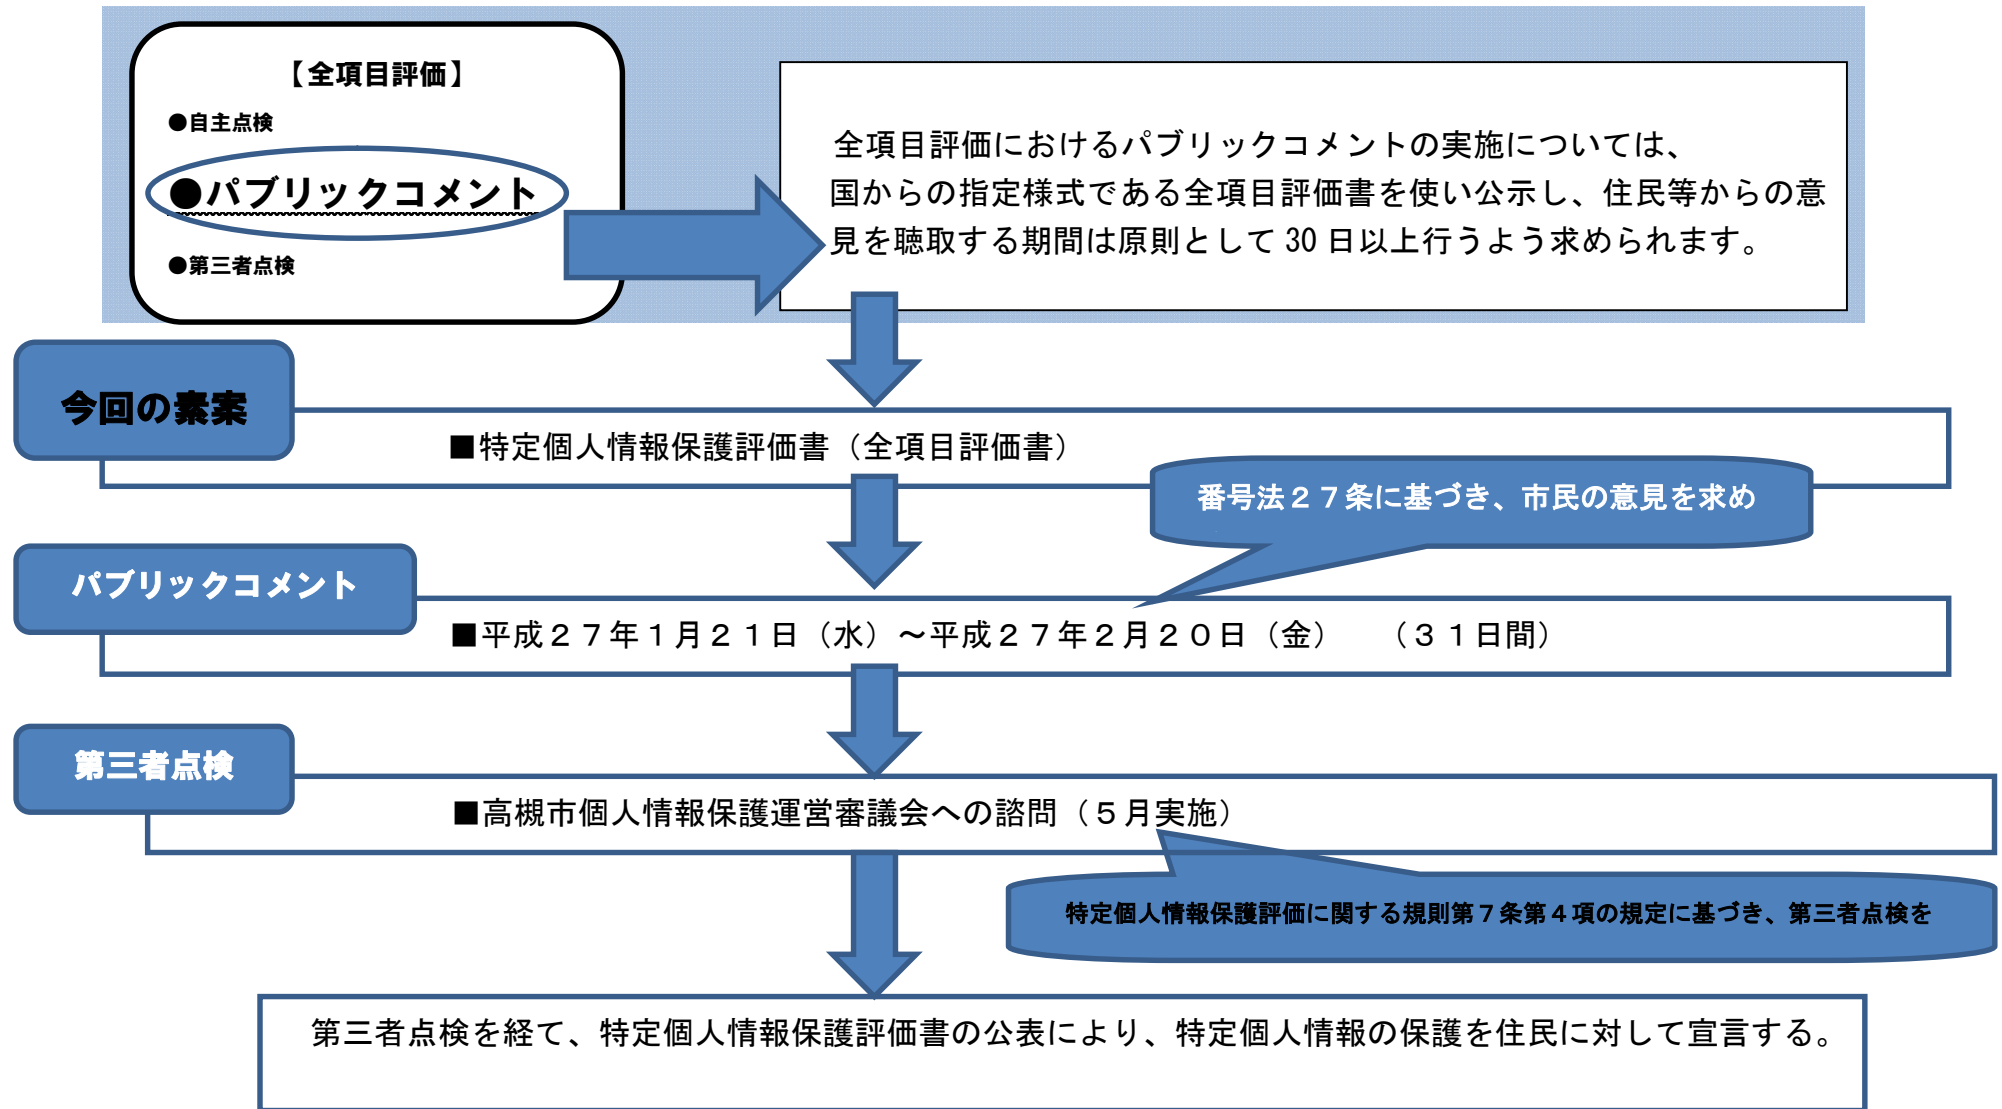 【全項目評価】
●自主点検
●パブリックコメント
●第三者点検
全項目評価におけるパブリックコメントの実施については、
国からの指定様式である全項目評価書を使い公示し、住民等からの意
見を聴取する期間は原則として 30 日以上行うよう求められます。
今回の素案
■特定個人情報保護評価書（全項目評価書）
番号法２７条に基づき、市民の意見を求め
パブリックコメント
■平成２７年１月２１日（水）～平成２７年２月２０日（金）　（３１日間）
第三者点検
■高槻市個人情報保護運営審議会への諮問（５月実施）
特定個人情報保護評価に関する規則第７条第４項の規定に基づき、第三者点検を
第三者点検を経て、特定個人情報保護評価書の公表により、特定個人情報の保護を住民に対して宣言する。